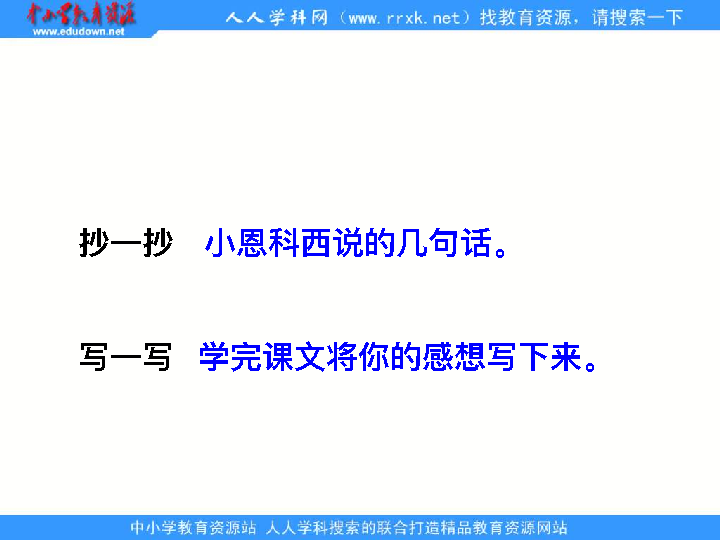 中小学教育资源
www.edudown.net
人人学科网（www.rrxk.net）找教育资源，请搜索一下
抄一抄 小恩科西说的几句话。
写一写 学完课文将你的感想写下来。
中小学教育资源站 人人学科搜索的联合打造精品教育资源网站